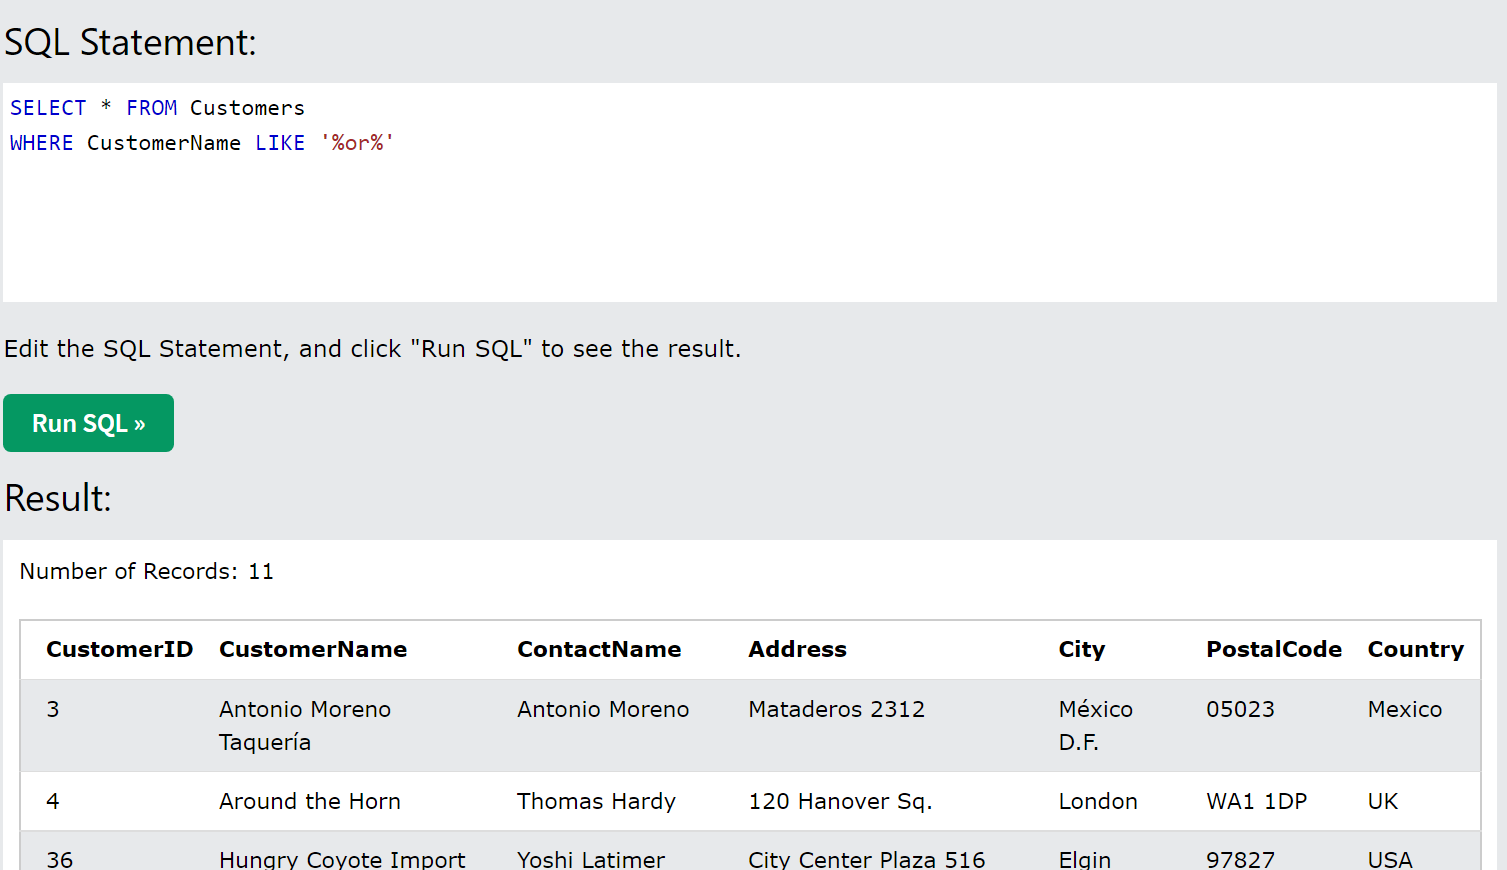 SQL Statement:
SELECT * FROM Customers
WHERE CustomerName LIKE '%or%'
Edit the SQL Statement, and click "Run SQL" to see the result.
Run SQL »
Result:
Number of Records: 11
CustomerID CustomerName ContactName Address City PostalCode Country
3 Antonio Moreno Antonio Moreno Mataderos 2312 México 05023 Mexico
Taquería D.F.
4 Around the Horn Thomas Hardy 120 Hanover Sq. London WA1 1DP UK
36 Hungry Coyote Import Yoshi Latimer City Center Plaza 516 Elgin 97827 USA